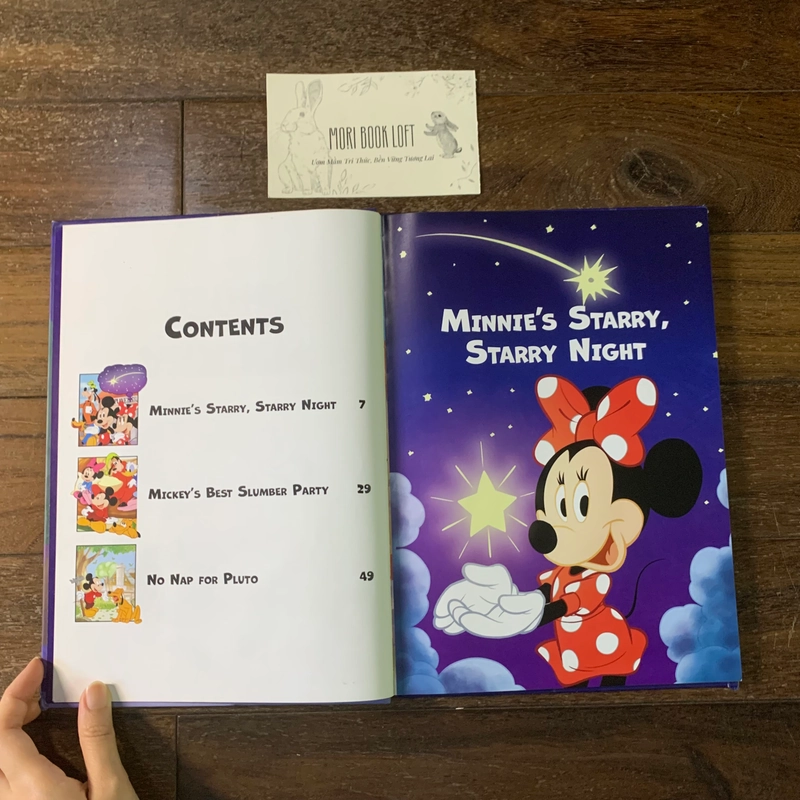 MORI BOOK LOFT
Ươm Mầm Tri Thức, Bền Vững Tương Lai
CONTENTS
MINNIE'S STARRY, STARRY NIGHT 7
MICKEY'S BEST SLUMBER PARTY 29
NO NAP FOR PLUTO 49
MINNIE'S STARRY,
STARRY NIGHT